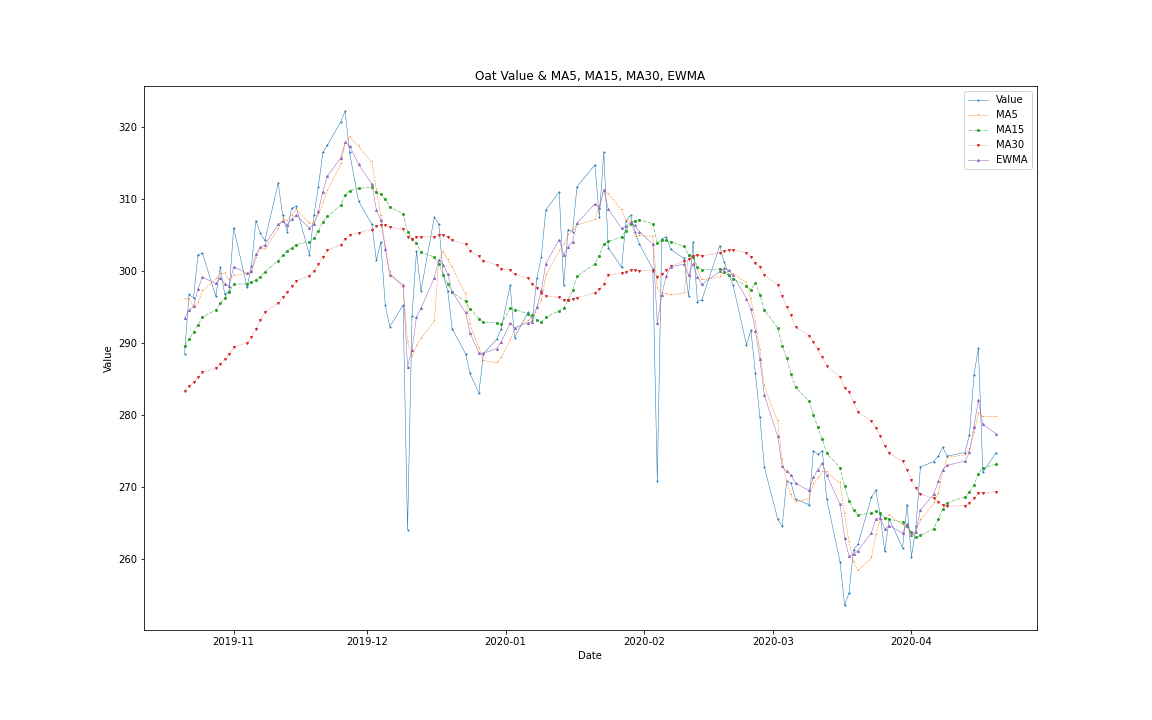 Oat Value & MA5, MA15, MA30, EWMA
Value
MA5
MA15
MA30
EWMA
320
310
300
290
280
270
260
Value
2019-11
2019-12
2020-01
2020-02
2020-03
2020-04
Date